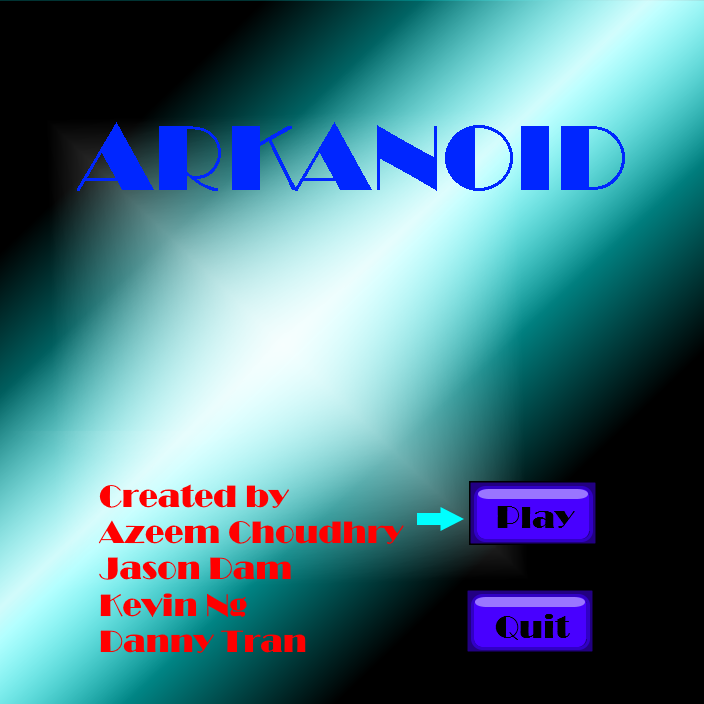 ARKANOID
Created by
Azeem Choudhry
Jason Dam
Kevin Ng
Danny Tran
Play
Quit